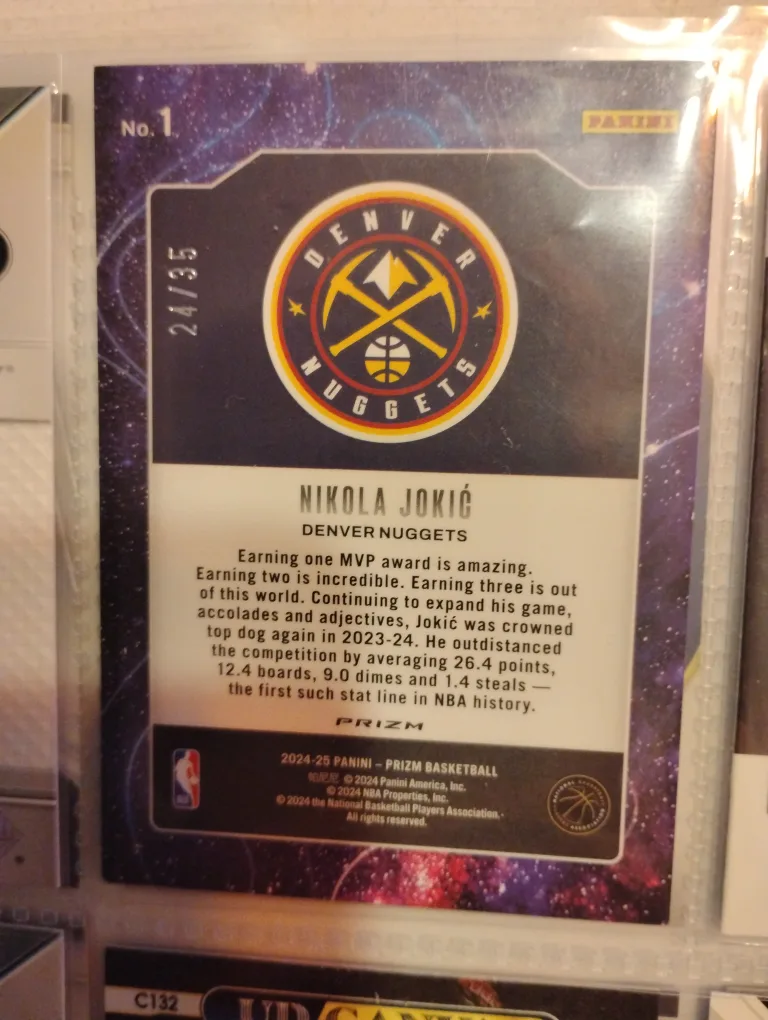 No. 1
PANINI
24/35
DENVER
NUGGETS
NIKOLA JOKIĆ
DENVER NUGGETS
Earning one MVP award is amazing.
Earning two is incredible. Earning three is out
of this world. Continuing to expand his game,
accolades and adjectives, Jokić was crowned
top dog again in 2023-24. He outdistanced
the competition by averaging 26.4 points,
12.4 boards, 9.0 dimes and 1.4 steals —
the first such stat line in NBA history.
PRIZM
2024-25 PANINI – PRIZM BASKETBALL
© 2024 Panini America, Inc.
© 2024 NBA Properties, Inc.
© 2024 the National Basketball Players Association.
All rights reserved.
C132